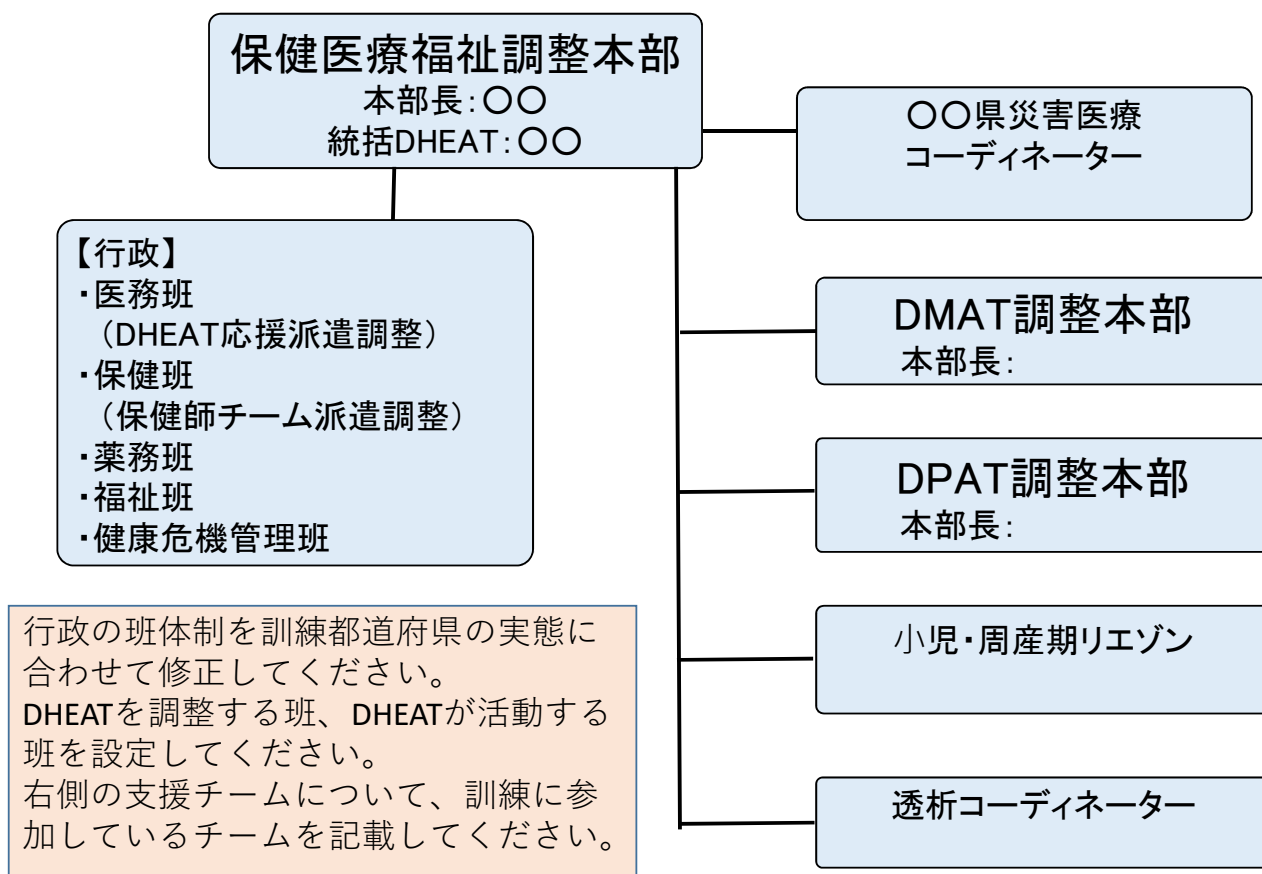 保健医療福祉調整本部
本部長：〇〇
統括DHEAT：〇〇
〇〇県災害医療
コーディネーター
【行政】
・医務班
（DHEAT応援派遣調整）
・保健班
（保健師チーム派遣調整）
・薬務班
・福祉班
・健康危機管理班
DMAT調整本部
本部長：
DPAT調整本部
本部長：
小児・周産期リエゾン
透析コーディネーター
行政の班体制を訓練都道府県の実態に
合わせて修正してください。
DHEATを調整する班、DHEATが活動する
班を設定してください。
右側の支援チームについて、訓練に参
加しているチームを記載してください。